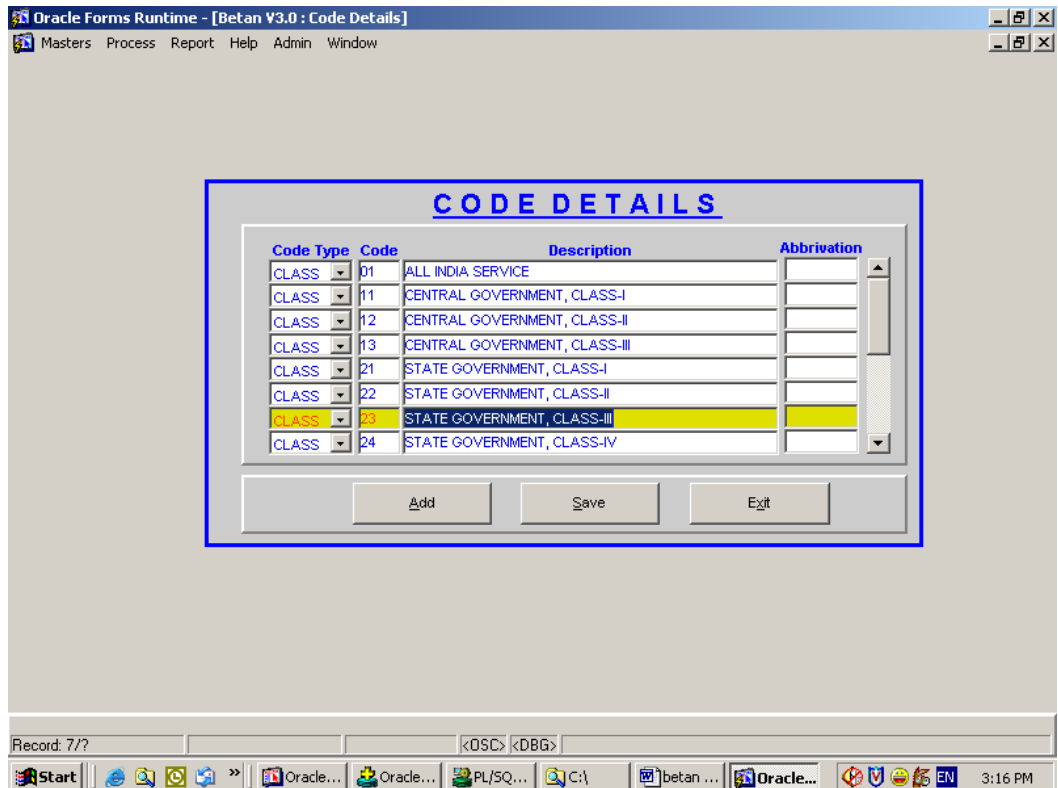 Oracle Forms Runtime - [Betan V3.0 : Code Details]
Masters Process Report Help Admin Window
CODE DETAILS
Code Type Code Description Abbrivation
CLASS 01 ALL INDIA SERVICE
CLASS 11 CENTRAL GOVERNMENT, CLASS-I
CLASS 12 CENTRAL GOVERNMENT, CLASS-II
CLASS 13 CENTRAL GOVERNMENT, CLASS-III
CLASS 21 STATE GOVERNMENT, CLASS-I
CLASS 22 STATE GOVERNMENT, CLASS-II
CLASS 23 STATE GOVERNMENT, CLASS-III
CLASS 24 STATE GOVERNMENT, CLASS-IV
Add Save Exit
Record: 7/? <OSC> <DBG>
Start » Oracle... Oracle... PL/SQ... C:\ betan ... Oracle... EN 3:16 PM